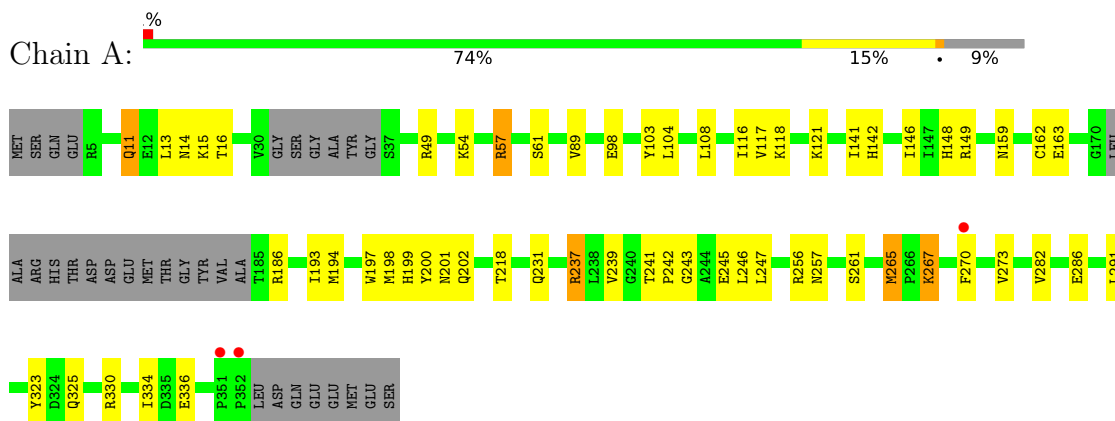 .%
Chain A:
74% 15% • 9%
MET SER GLN GLU R5 Q11 E12 L13 N14 K15 T16 V30 GLY SER GLY ALA TYR GLY S37 R49 K54 R57 S61 V89 E98 Y103 L104 L108 I116 V117 K118 K121 I141 H142 I146 I147 H148 R149 N159 C162 E163 G170 LEU
ALA ARG HIS THR ASP ASP GLU MET THR GLY TYR VAL ALA T185 R186 I193 M194 W197 M198 H199 Y200 N201 Q202 T218 Q231 R237 L238 V239 G240 T241 P242 G243 A244 E245 L246 L247 R256 N257 S261 M265 P266 K267 F270 V273 V282 E286 L291
Y323 D324 Q325 R330 I334 D335 E336 P351 P352 LEU ASP GLN GLU GLU MET GLU SER